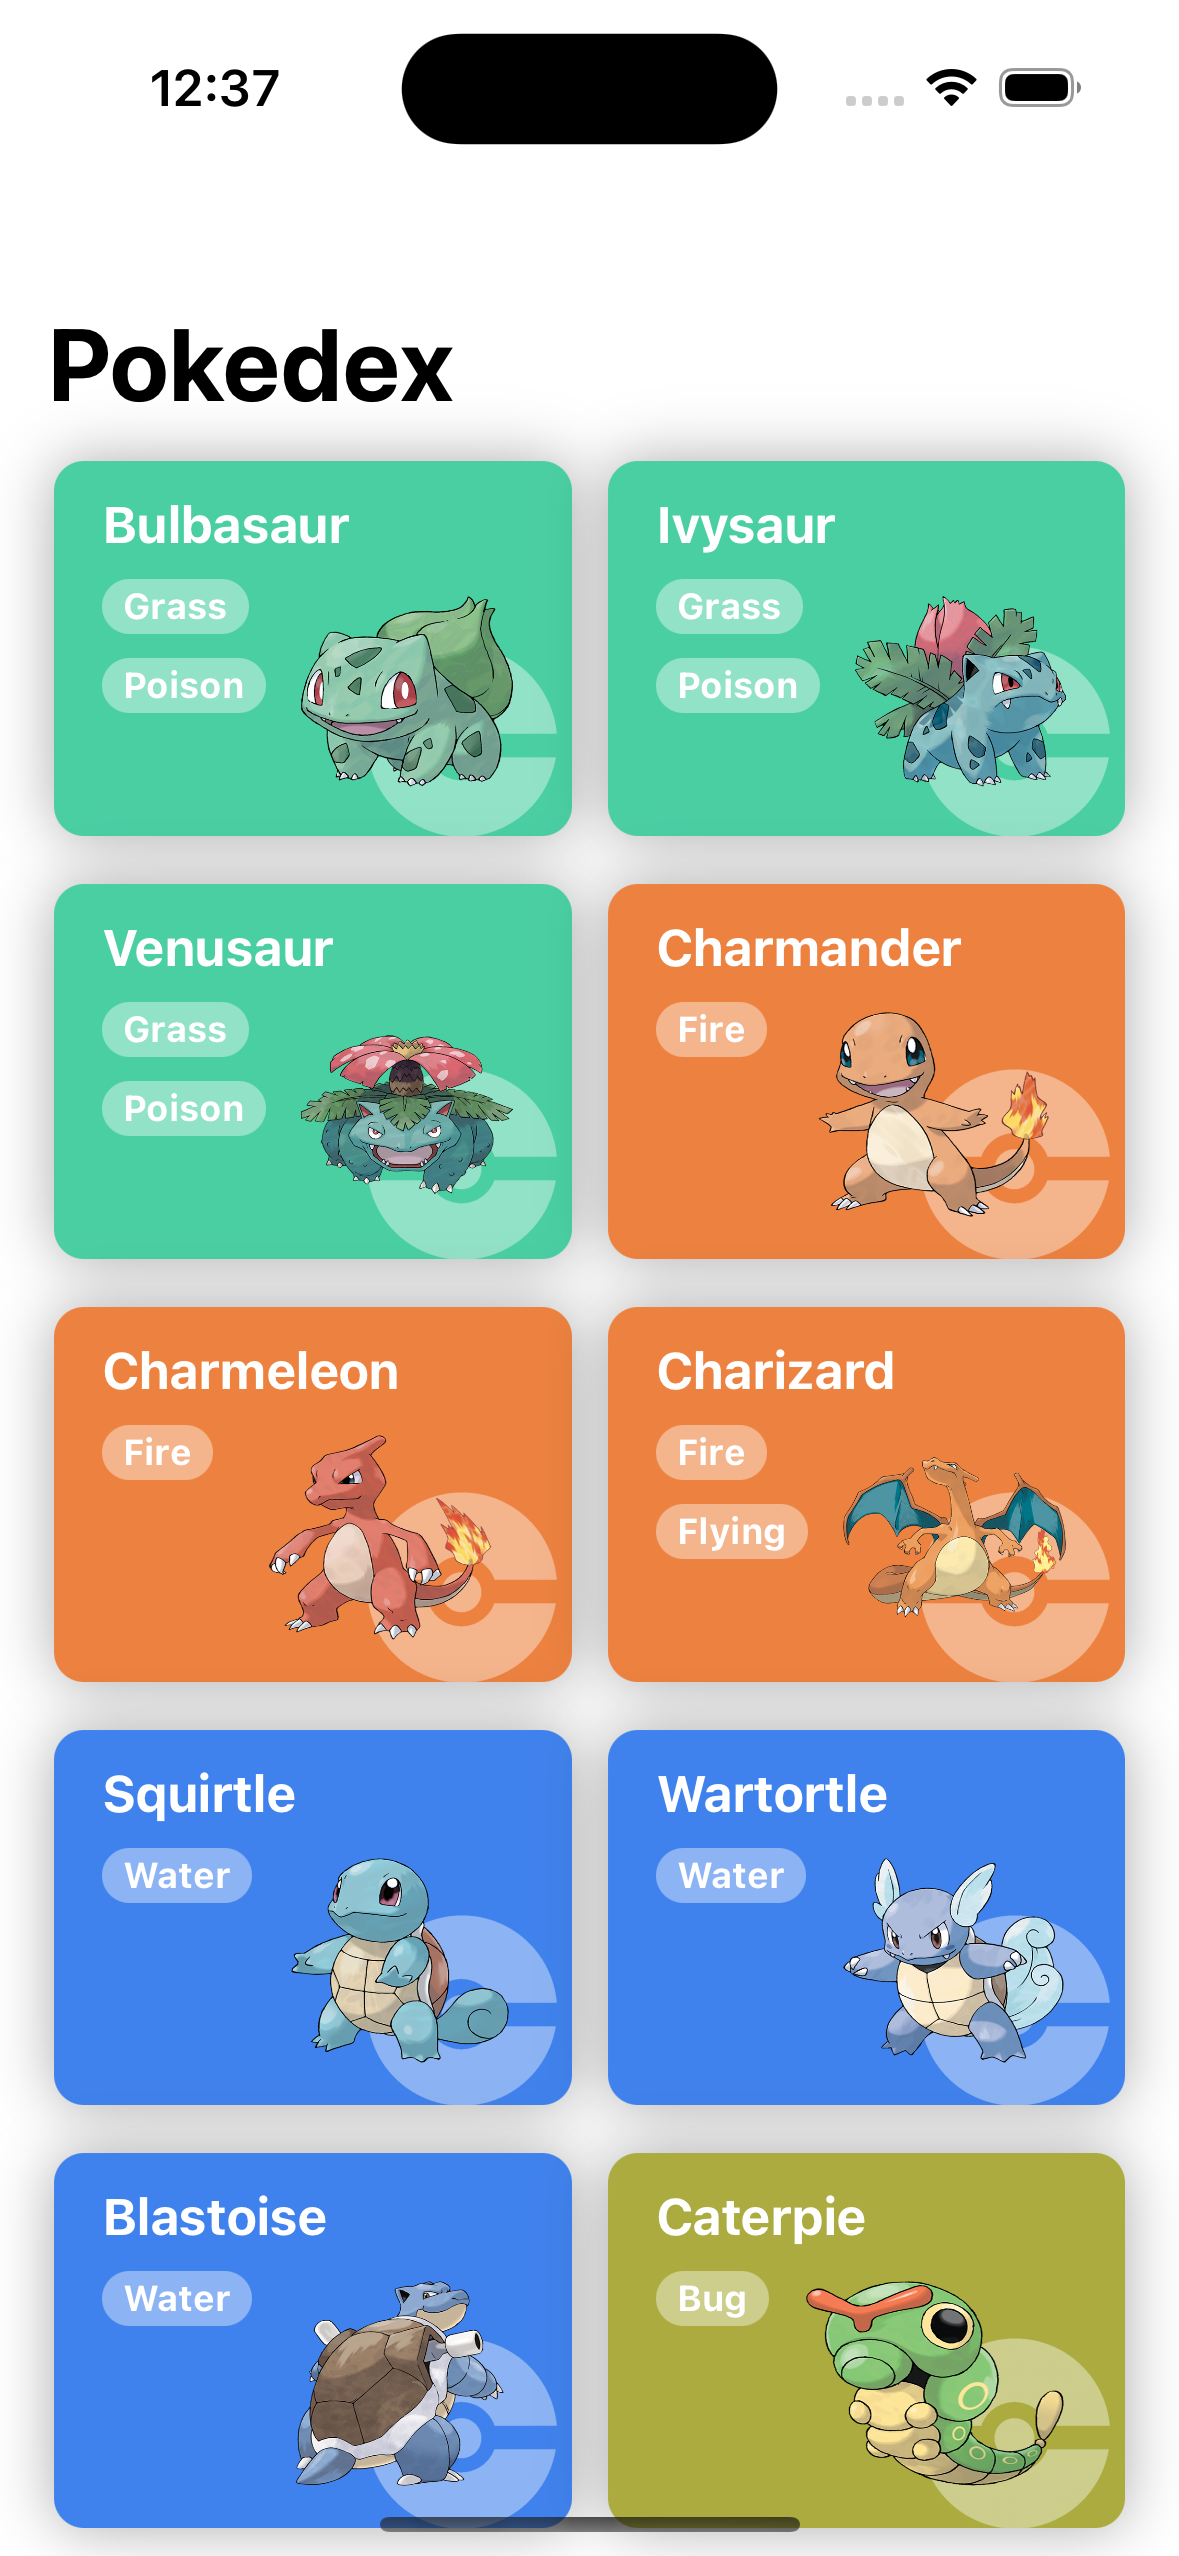 12:37
Pokedex
Bulbasaur
Grass
Poison
Ivysaur
Grass
Poison
Venusaur
Grass
Poison
Charmander
Fire
Charmeleon
Fire
Charizard
Fire
Flying
Squirtle
Water
Wartortle
Water
Blastoise
Water
Caterpie
Bug